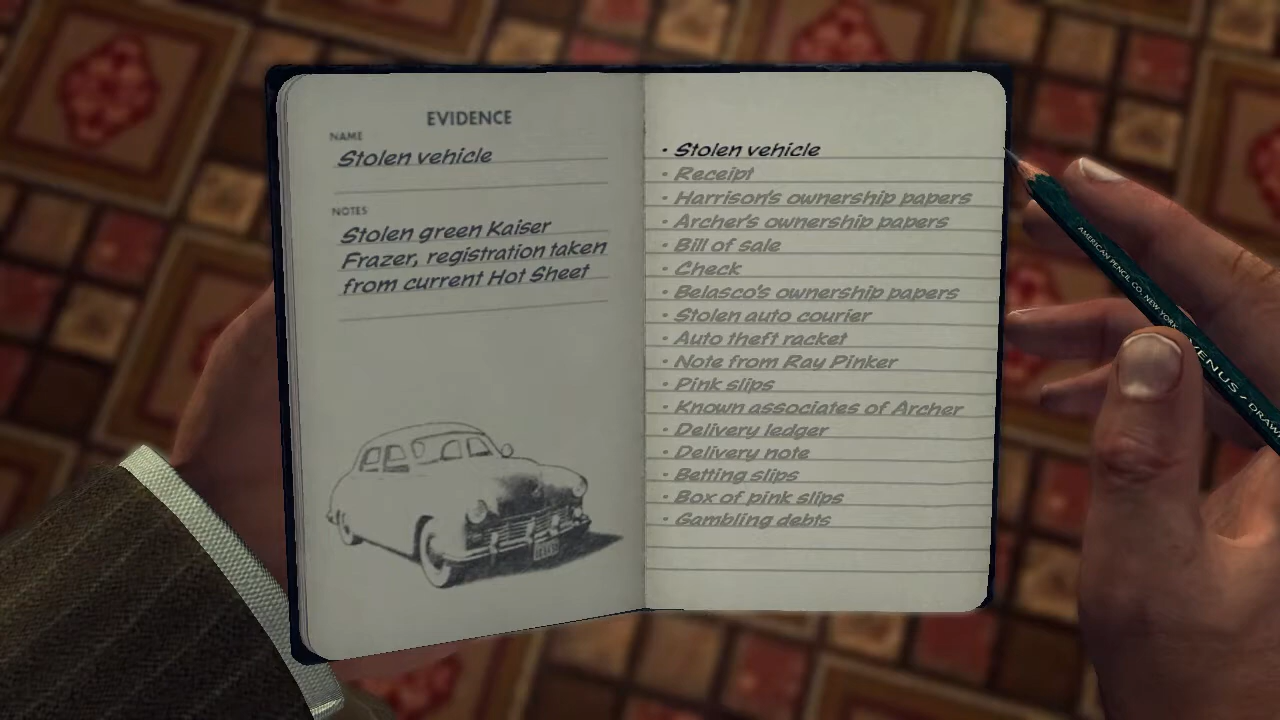 EVIDENCE
NAME
Stolen vehicle
NOTES
Stolen green Kaiser
Frazer, registration taken
from current Hot Sheet
• Stolen vehicle
• Receipt
• Harrison's ownership papers
• Archer's ownership papers
• Bill of sale
• Check
• Belasco's ownership papers
• Stolen auto courier
• Auto theft racket
• Note from Ray Pinker
• Pink slips
• Known associates of Archer
• Delivery ledger
• Delivery note
• Betting slips
• Box of pink slips
• Gambling debts
AMERICAN PENCIL CO. NEW YORK
VENUS / DRAW